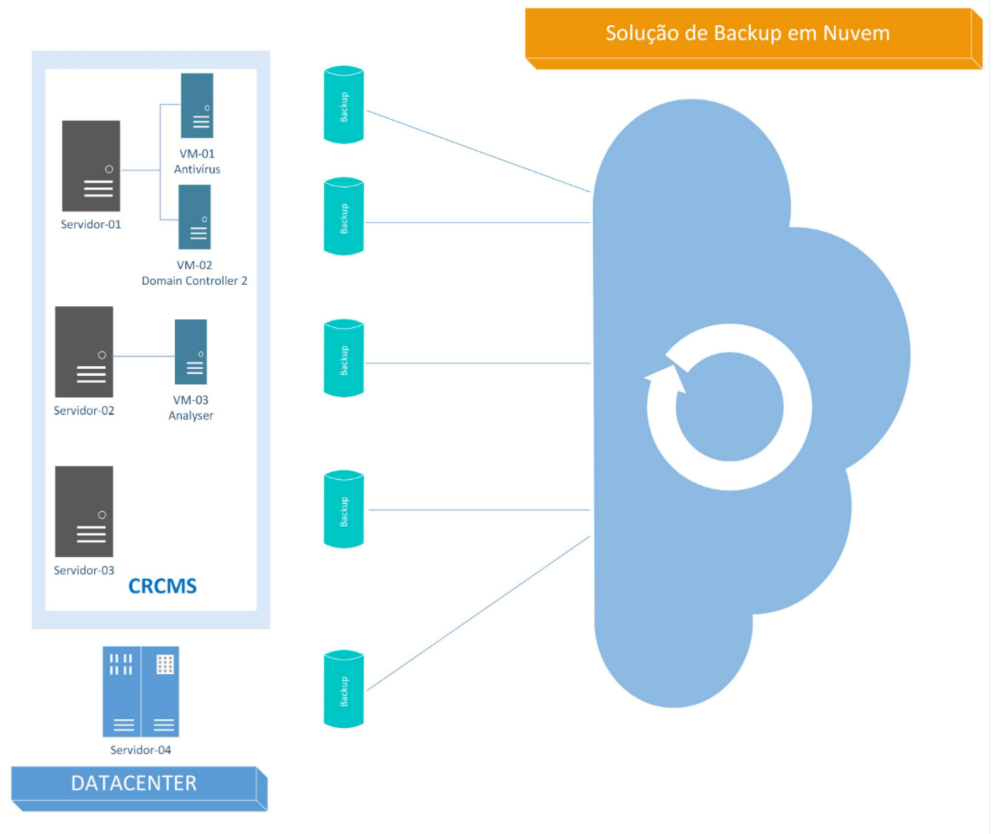 Solução de Backup em Nuvem
VM-01
Antivírus
Servidor-01
VM-02
Domain Controller 2
Servidor-02
VM-03
Analyser
Servidor-03
CRCMS
Servidor-04
DATACENTER
Backup
Backup
Backup
Backup
Backup